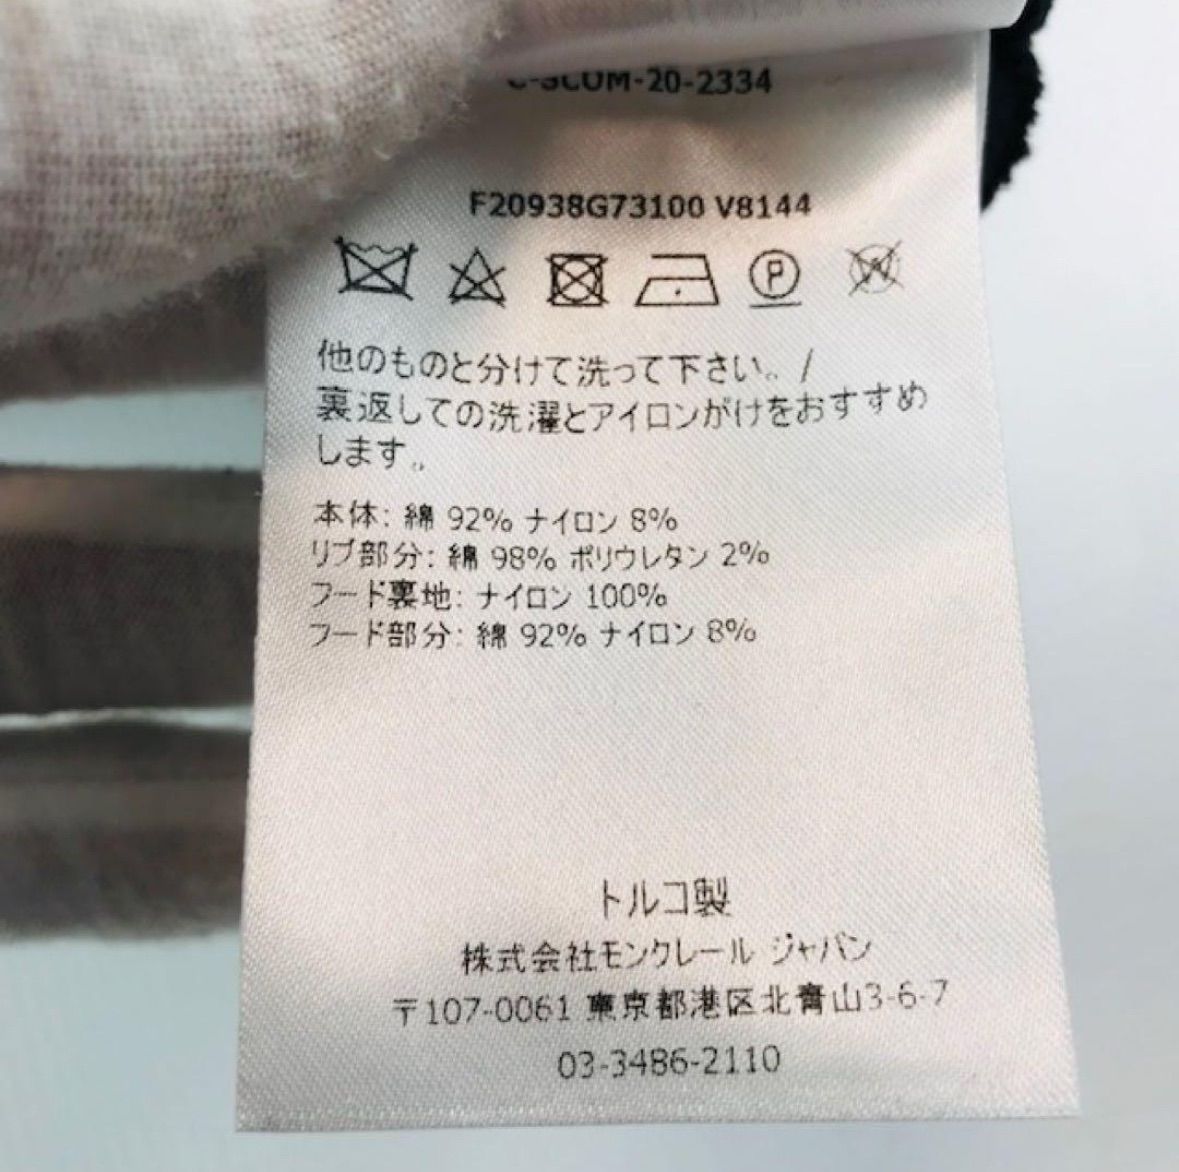 C-SCOM-20-2334
F20938G73100 V8144
P
W
他のものと分けて洗って下さい。/
裏返しての洗濯とアイロンがけをおすすめ
します。
本体: 綿 92% ナイロン 8%
リブ部分: 綿 98% ポリウレタン 2%
フード裏地: ナイロン 100%
フード部分: 綿 92% ナイロン 8%
トルコ製
株式会社モンクレール ジャパン
〒107-0061 東京都港区北青山3-6-7
03-3486-2110